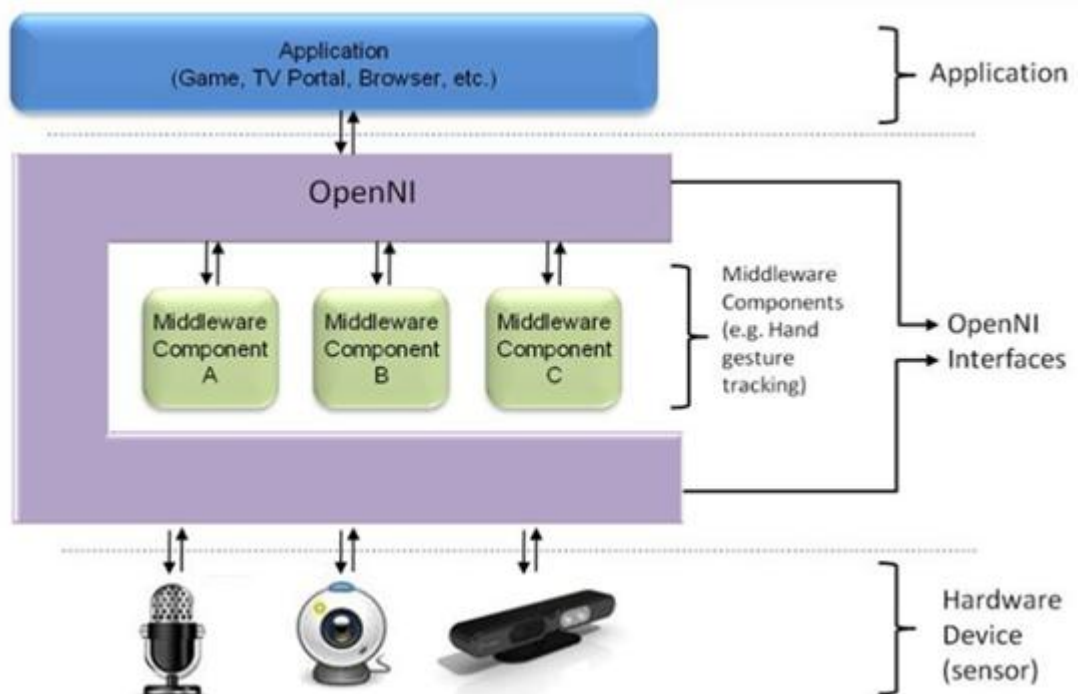 Application
(Game, TV Portal, Browser, etc.)
Application
OpenNI
Middleware
Component
A
Middleware
Component
B
Middleware
Component
C
Middleware
Components
(e.g. Hand
gesture
tracking)
OpenNI
Interfaces
Hardware
Device
(sensor)